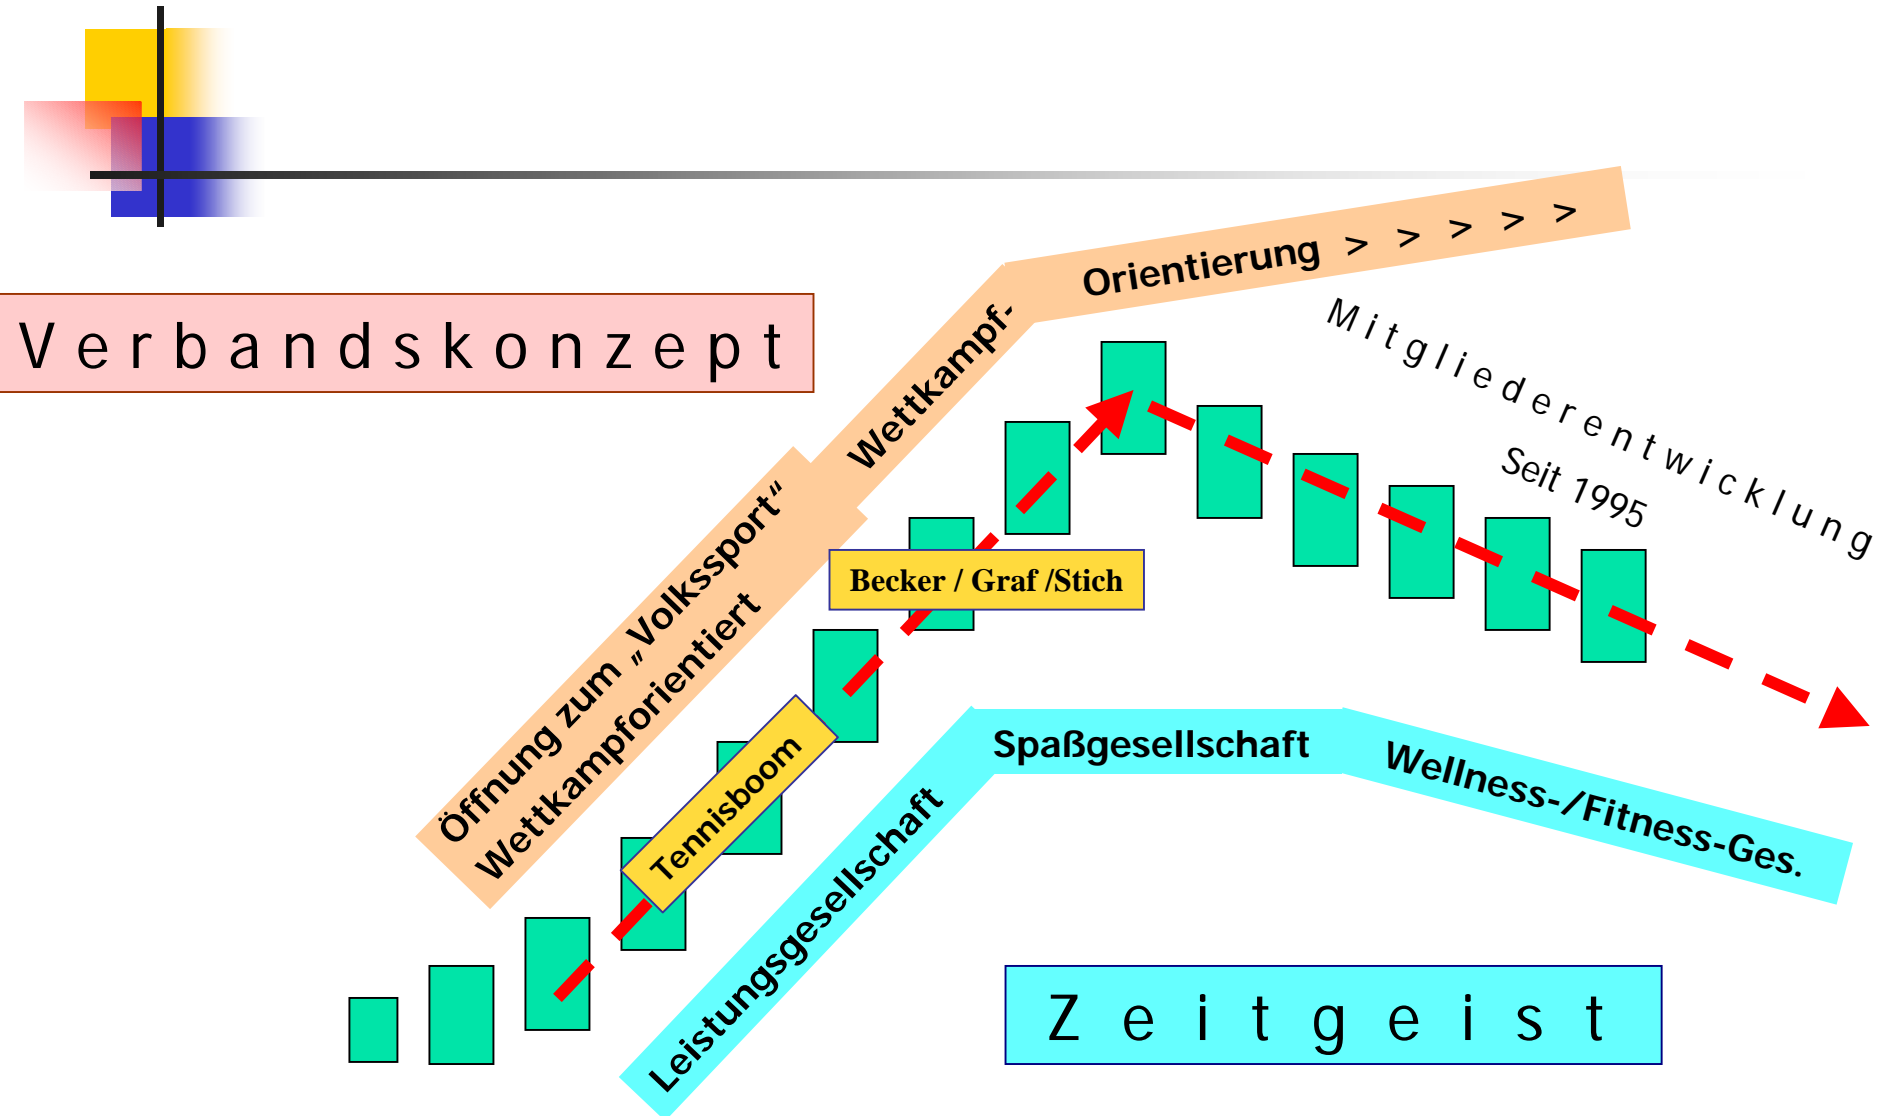 Verbandskonzept
Öffnung zum „Volkssport“
Wettkampforientiert
Wettkampf-
Orientierung > > > > >
Mitgliederentwicklung
Seit 1995
Becker / Graf /Stich
Tennisboom
Leistungsgesellschaft
Spaßgesellschaft
Wellness-/Fitness-Ges.
Zeitgeist